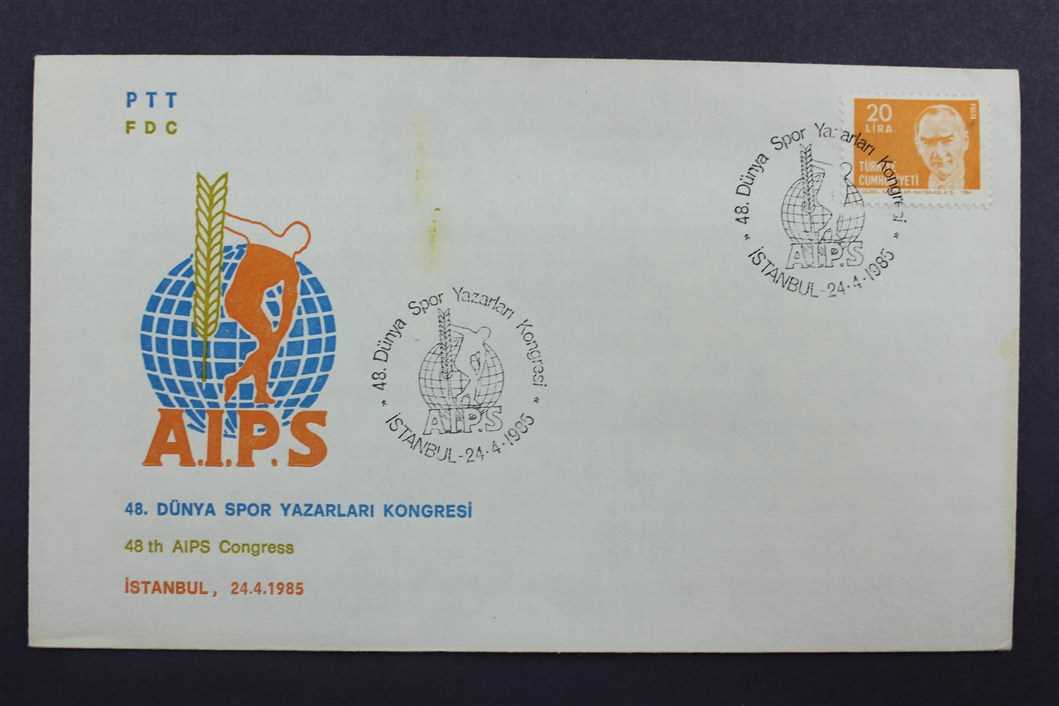 PTT
FDC
20
LİRA
POSTA
TÜRKİYE
CUMHURİYETİ
" 48. Dünya Spor Yazarları Kongresi "
A.I.P.S
İSTANBUL-24.4.1985
" 48. Dünya Spor Yazarları Kongresi "
A.I.P.S
İSTANBUL-24.4.1985
A.I.P.S
48. DÜNYA SPOR YAZARLARI KONGRESİ
48 th AIPS Congress
İSTANBUL, 24.4.1985